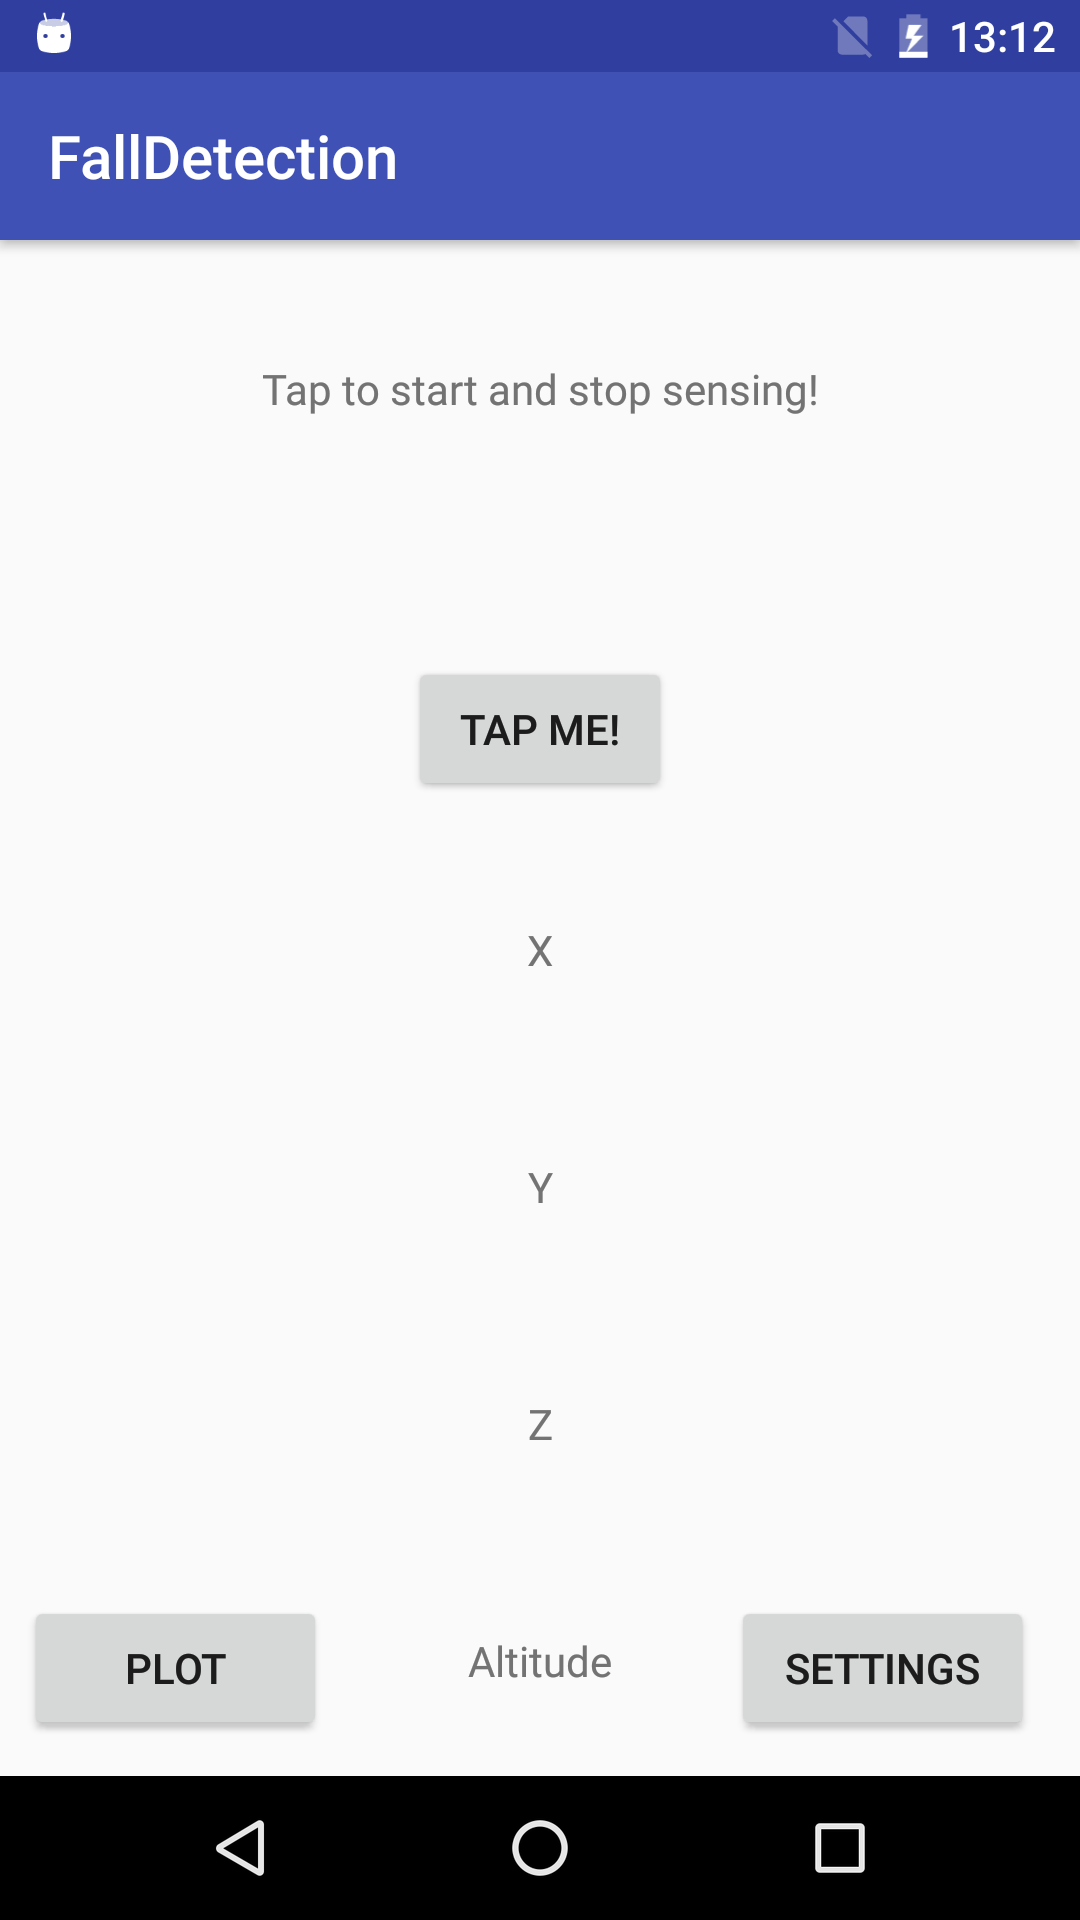 13:12
FallDetection
Tap to start and stop sensing!
TAP ME!
X
Y
Z
PLOT
Altitude
SETTINGS